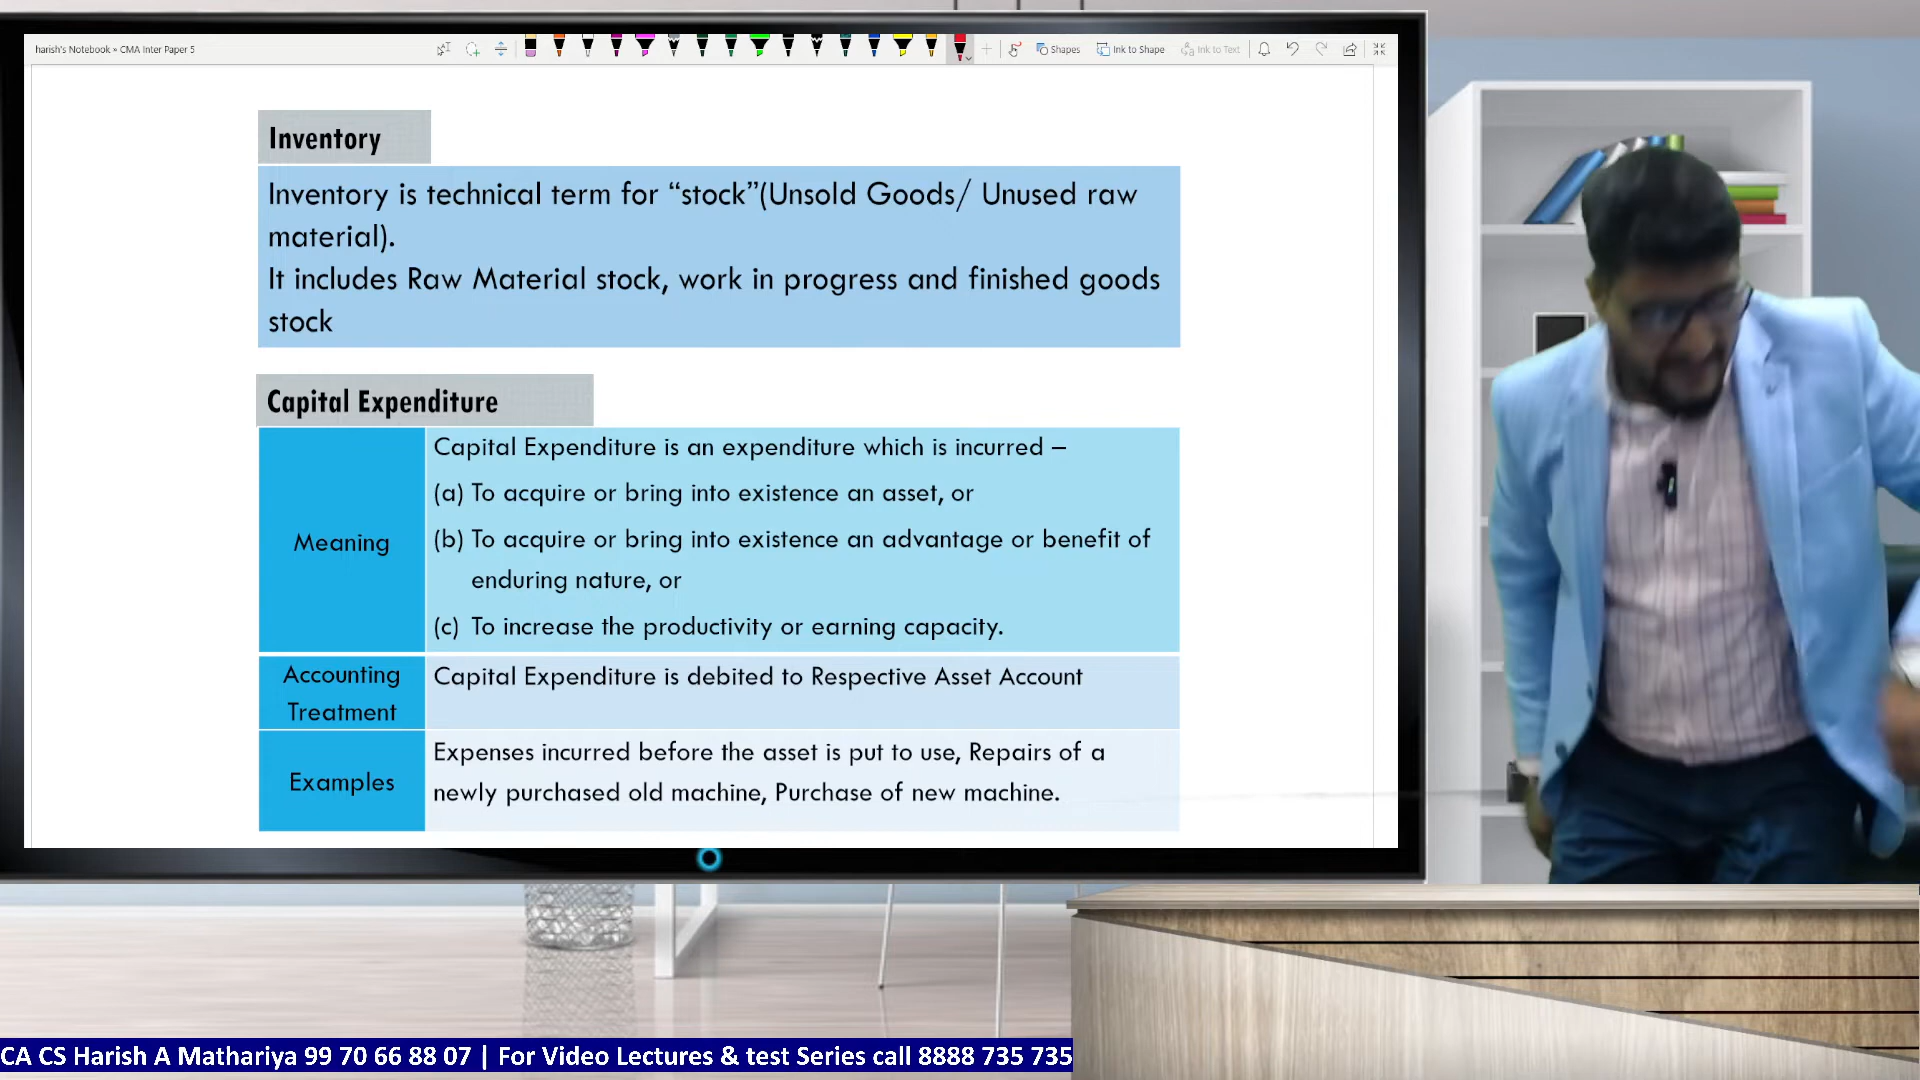 harish's Notebook » CMA Inter Paper 5
Shapes
Ink to Shape
Ink to Text
Inventory
Inventory is technical term for “stock”(Unsold Goods/ Unused raw
material).
It includes Raw Material stock, work in progress and finished goods
stock
Capital Expenditure
Meaning
Capital Expenditure is an expenditure which is incurred –
(a) To acquire or bring into existence an asset, or
(b) To acquire or bring into existence an advantage or benefit of
enduring nature, or
(c) To increase the productivity or earning capacity.
Accounting
Treatment
Capital Expenditure is debited to Respective Asset Account
Examples
Expenses incurred before the asset is put to use, Repairs of a
newly purchased old machine, Purchase of new machine.
CA CS Harish A Mathariya 99 70 66 88 07 | For Video Lectures & test Series call 8888 735 735